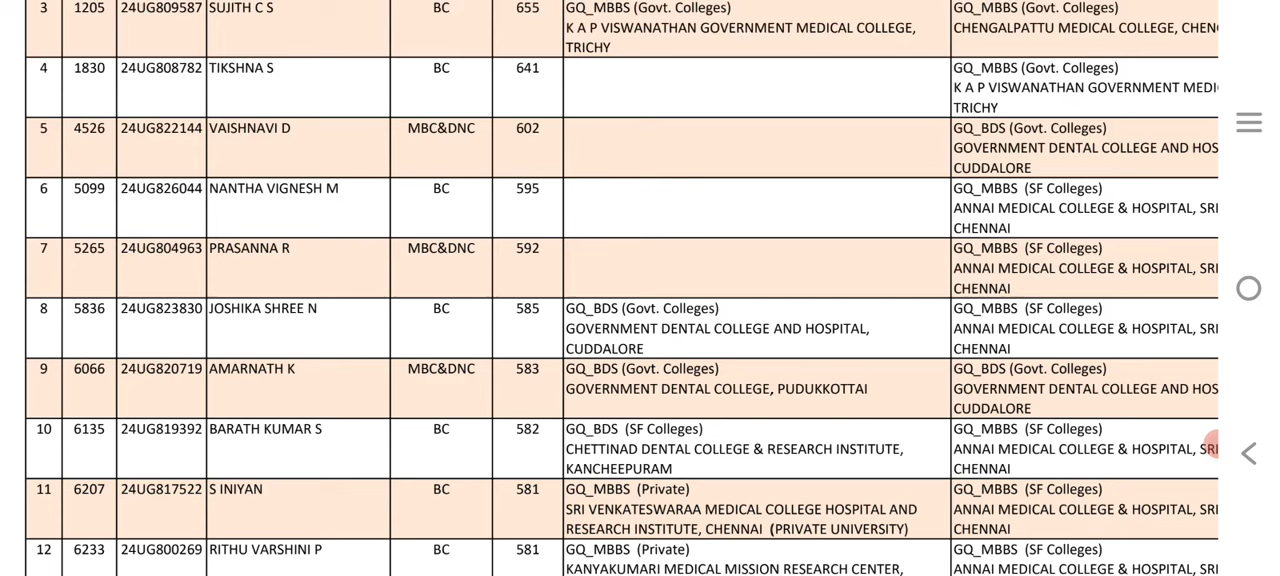 3 1205 24UG809587 SUJITH C S BC 655 GQ_MBBS (Govt. Colleges) GQ_MBBS (Govt. Colleges)
K A P VISWANATHAN GOVERNMENT MEDICAL COLLEGE, CHENGALPATTU MEDICAL COLLEGE,
TRICHY
4 1830 24UG808782 TIKSHNA S BC 641 GQ_MBBS (Govt. Colleges)
K A P VISWANATHAN GOVERNMENT
TRICHY
5 4526 24UG822144 VAISHNAVI D MBC&DNC 602 GQ_BDS (Govt. Colleges)
GOVERNMENT DENTAL COLLEGE AND
CUDDALORE
6 5099 24UG826044 NANTHA VIGNESH M BC 595 GQ_MBBS (SF Colleges)
ANNAI MEDICAL COLLEGE & HOSPITAL, SRI
CHENNAI
7 5265 24UG804963 PRASANNA R MBC&DNC 592 GQ_MBBS (SF Colleges)
ANNAI MEDICAL COLLEGE & HOSPITAL, SRI
CHENNAI
8 5836 24UG823830 JOSHIKA SHREE N BC 585 GQ_BDS (Govt. Colleges) GQ_MBBS (SF Colleges)
GOVERNMENT DENTAL COLLEGE AND HOSPITAL, ANNAI MEDICAL COLLEGE & HOSPITAL, SRI
CUDDALORE CHENNAI
9 6066 24UG820719 AMARNATH K MBC&DNC 583 GQ_BDS (Govt. Colleges) GQ_BDS (Govt. Colleges)
GOVERNMENT DENTAL COLLEGE, PUDUKKOTTAI GOVERNMENT DENTAL COLLEGE AND
CUDDALORE
10 6135 24UG819392 BARATH KUMAR S BC 582 GQ_BDS (SF Colleges) GQ_MBBS (SF Colleges)
CHETTINAD DENTAL COLLEGE & RESEARCH INSTITUTE, ANNAI MEDICAL COLLEGE & HOSPITAL, SRI
KANCHEEPURAM CHENNAI
11 6207 24UG817522 S INIYAN BC 581 GQ_MBBS (Private) GQ_MBBS (SF Colleges)
SRI VENKATESWARAA MEDICAL COLLEGE HOSPITAL AND ANNAI MEDICAL COLLEGE & HOSPITAL, SRI
RESEARCH INSTITUTE, CHENNAI (PRIVATE UNIVERSITY) CHENNAI
12 6233 24UG800269 RITHU VARSHINI P BC 581 GQ_MBBS (Private) GQ_MBBS (SF Colleges)
KANYAKUMARI MEDICAL MISSION RESEARCH CENTER, ANNAI MEDICAL COLLEGE & HOSPITAL, SRI